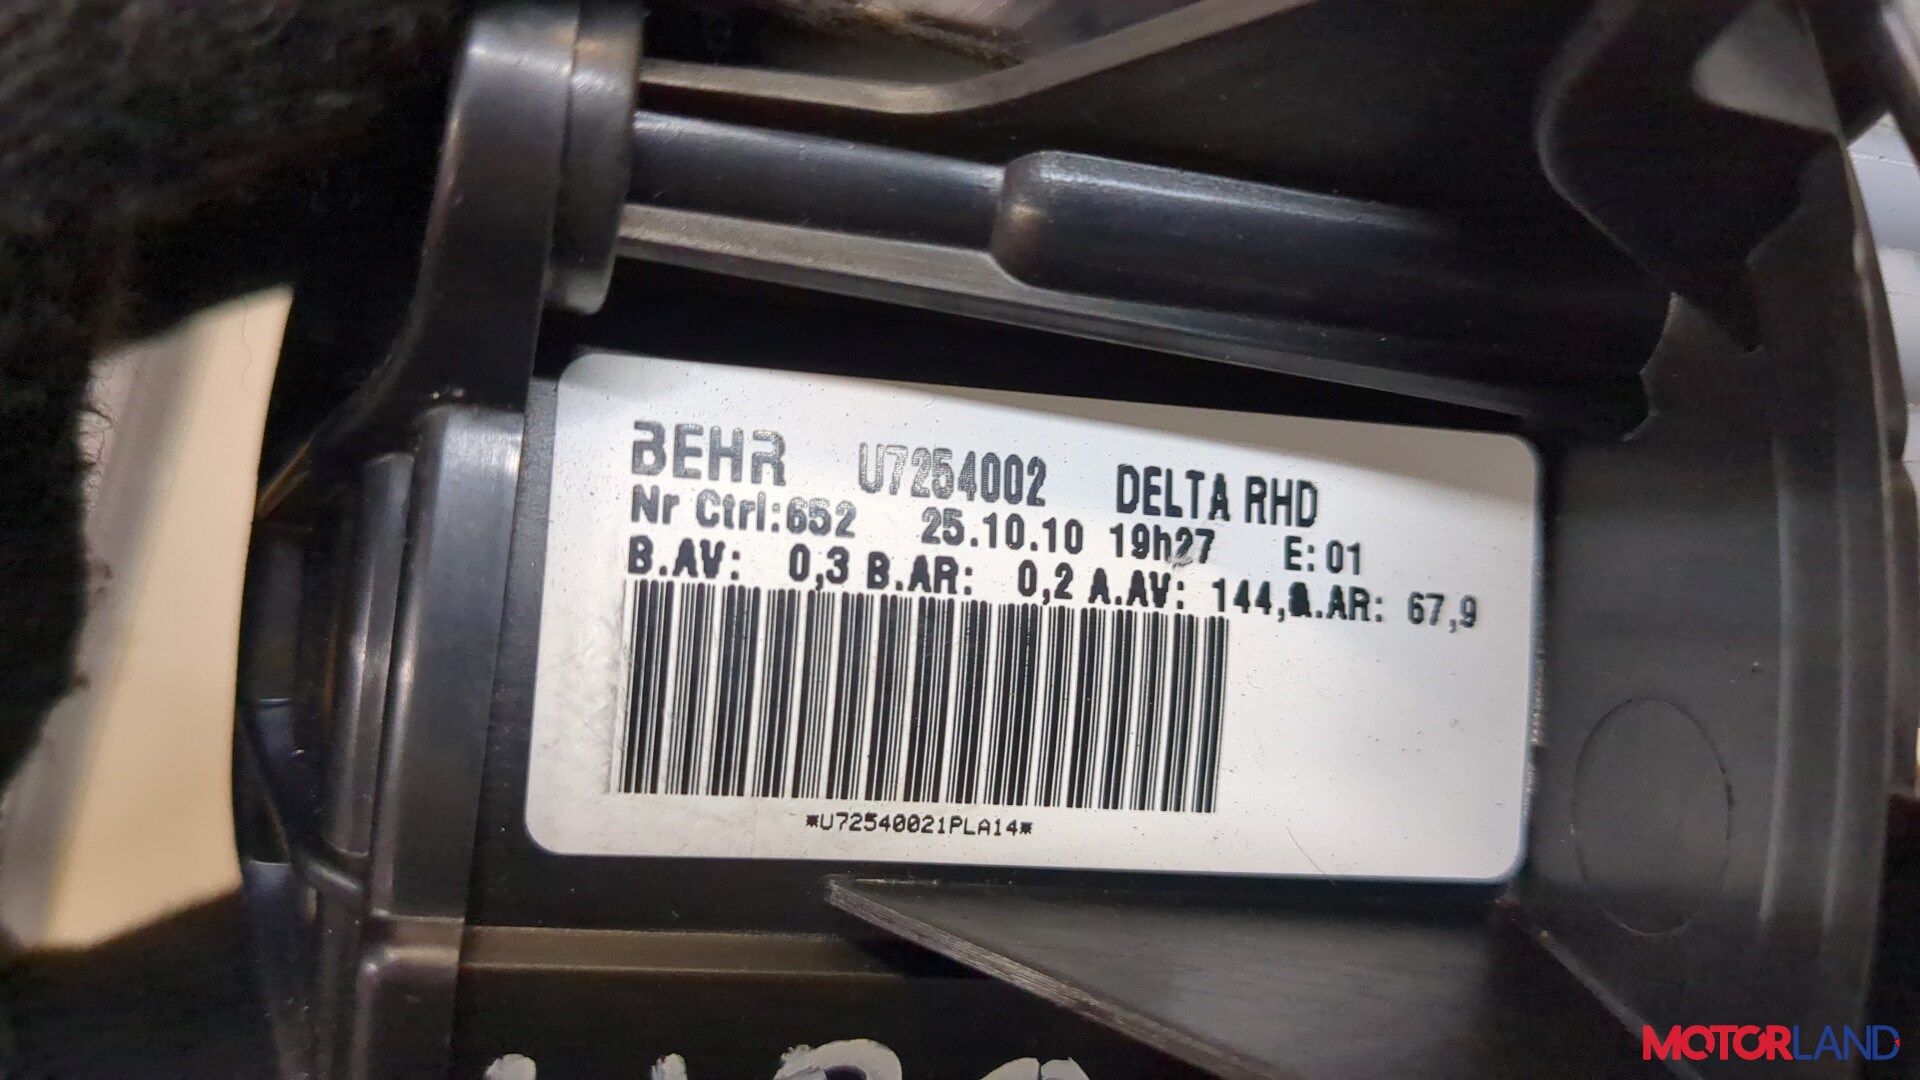 BEHR U7254002 DELTA RHD
Nr Ctrl:652 25.10.10 19h27 E: 01
B.AV: 0,3 B.AR: 0,2 A.AV: 144, .AR: 67,9
*U72540021PLA14*
MOTORLAND